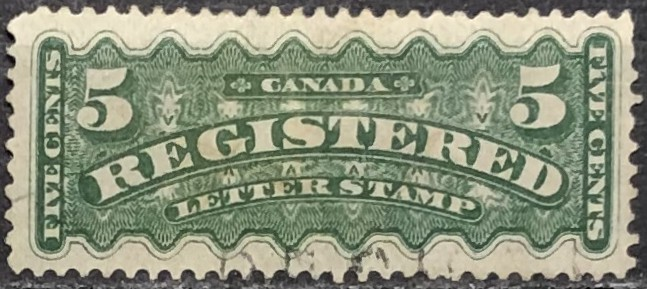 5 CANADA 5
REGISTERED
LETTER STAMP
FIVE CENTS
FIVE CENTS